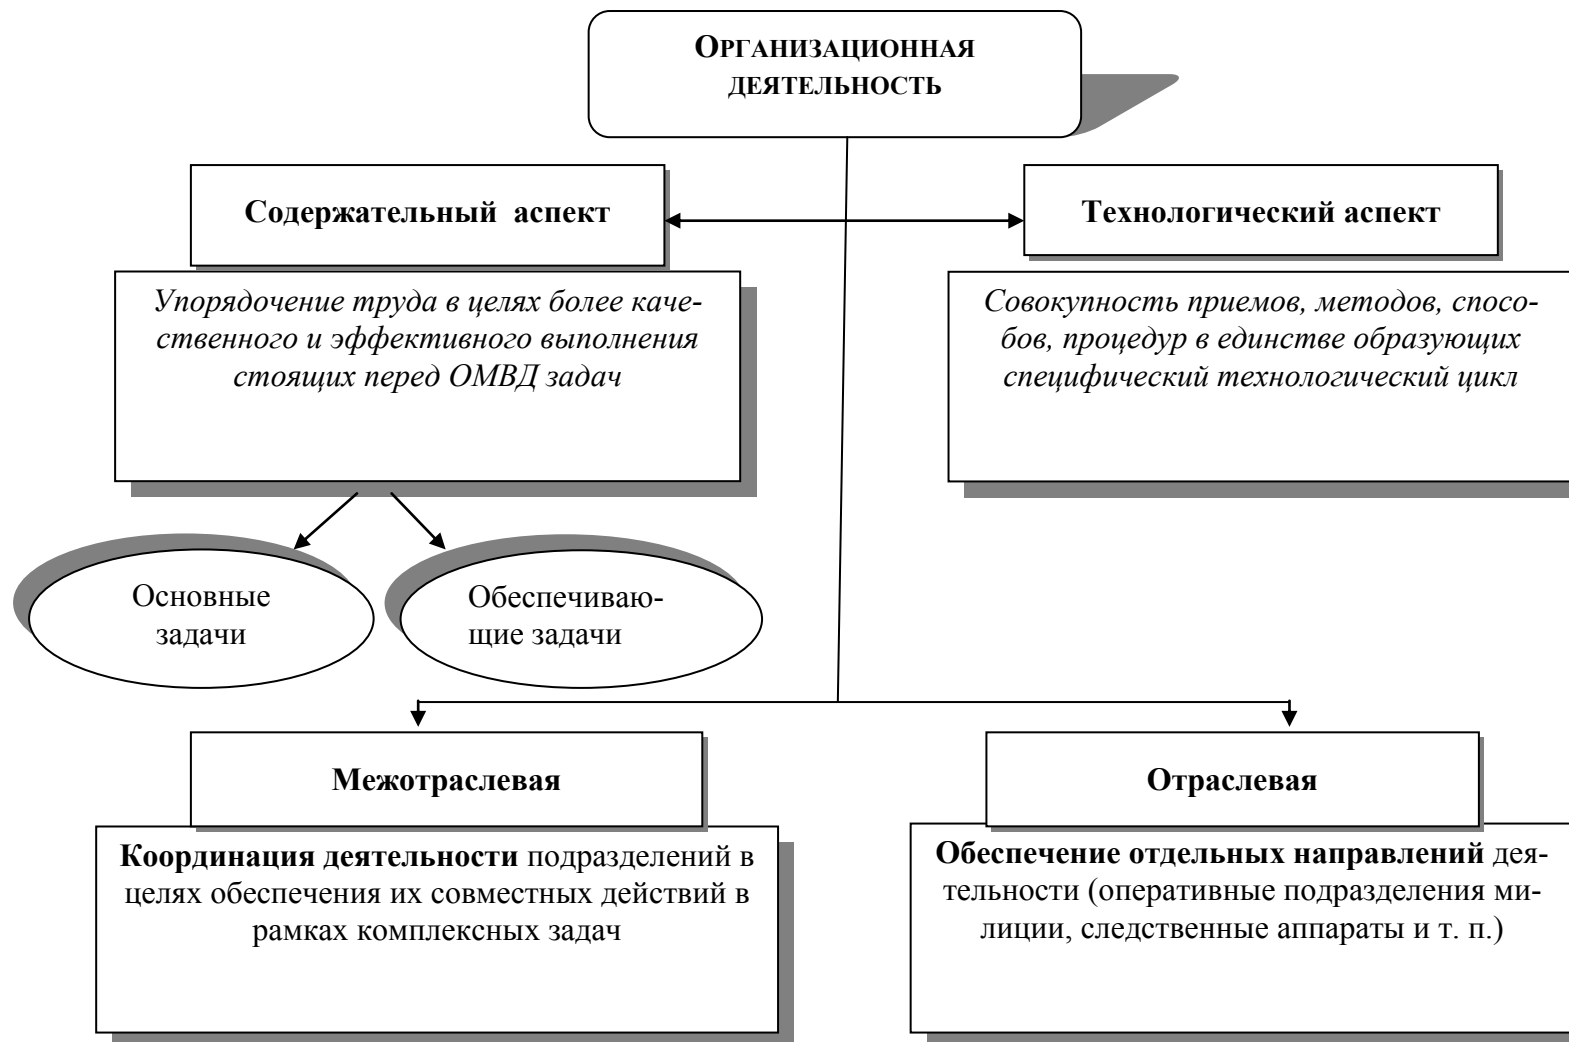 ОРГАНИЗАЦИОННАЯ
ДЕЯТЕЛЬНОСТЬ
Содержательный аспект
Технологический аспект
Упорядочение труда в целях более каче-
ственного и эффективного выполнения
стоящих перед ОМВД задач
Совокупность приемов, методов, спосо-
бов, процедур в единстве образующих
специфический технологический цикл
Основные
задачи
Обеспечиваю-
щие задачи
Межотраслевая
Отраслевая
Координация деятельности подразделений в
целях обеспечения их совместных действий в
рамках комплексных задач
Обеспечение отдельных направлений дея-
тельности (оперативные подразделения ми-
лиции, следственные аппараты и т. п.)